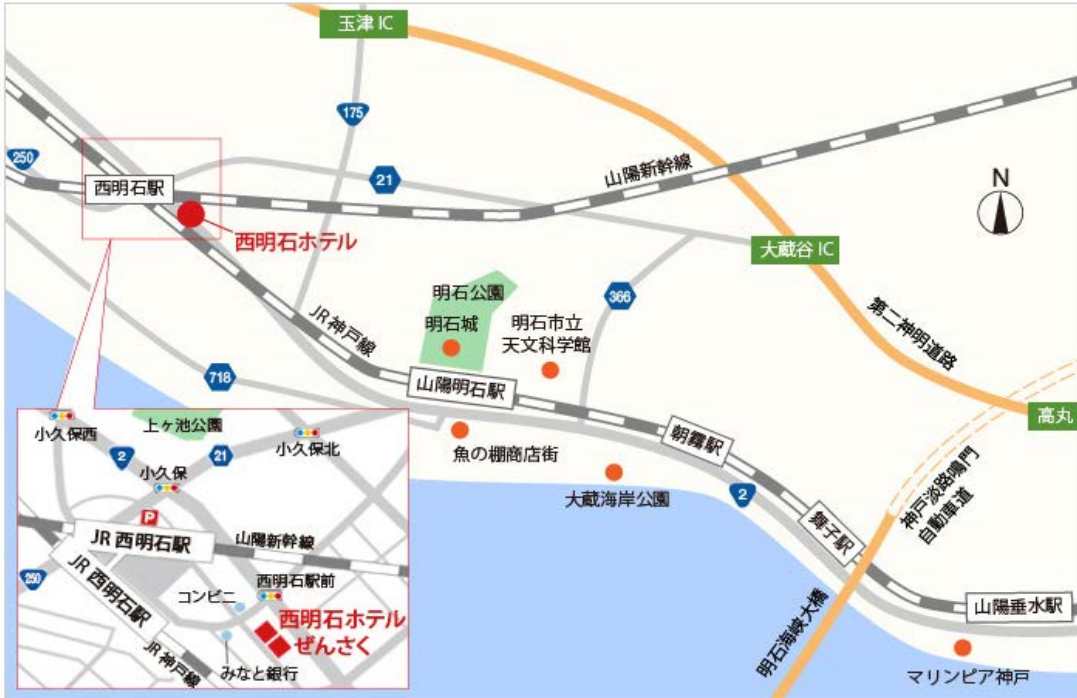 玉津 IC
175
250
21
西明石駅
西明石ホテル
山陽新幹線
N
大蔵谷 IC
366
明石公園
明石城
明石市立
天文科学館
JR神戸線
第二神明道路
718
山陽明石駅
高丸
朝霧駅
魚の棚商店街
大蔵海岸公園
2
神戸淡路鳴門
自動車道
舞子駅
山陽垂水駅
明石海峡大橋
マリンピア神戸
小久保西
上ヶ池公園
2
21
小久保北
小久保
P
JR 西明石駅
山陽新幹線
250
JR 西明石駅
コンビニ
西明石駅前
西明石ホテル
ぜんさく
みなと銀行
JR神戸線